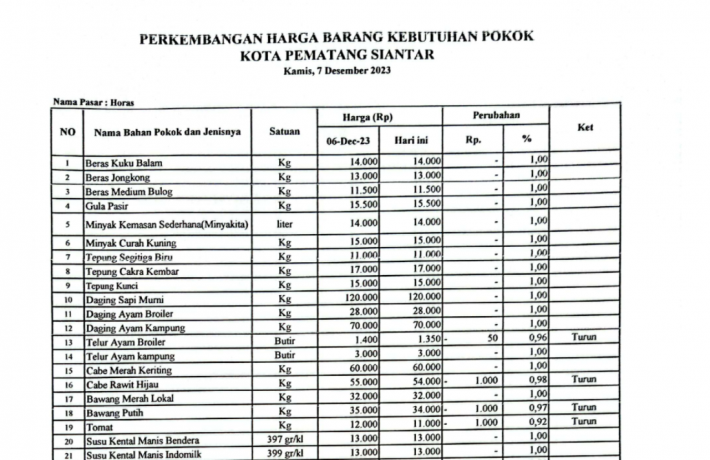 PERKEMBANGAN HARGA BARANG KEBUTUHAN POKOK
KOTA PEMATANG SIANTAR
Kamis, 7 Desember 2023
Nama Pasar : Horas
NO Nama Bahan Pokok dan Jenisnya Satuan Harga (Rp) Perubahan Ket
06-Dec-23 Hari ini Rp. %
1 Beras Kuku Balam Kg 14.000 14.000 - 1,00
2 Beras Jongkong Kg 13.000 13.000 - 1,00
3 Beras Medium Bulog Kg 11.500 11.500 - 1,00
4 Gula Pasir Kg 15.500 15.500 - 1,00
5 Minyak Kemasan Sederhana(Minyakita) liter 14.000 14.000 - 1,00
6 Minyak Curah Kuning Kg 15.000 15.000 - 1,00
7 Tepung Segitiga Biru Kg 11.000 11.000 - 1,00
8 Tepung Cakra Kembar Kg 17.000 17.000 - 1,00
9 Tepung Kunci Kg 15.000 15.000 - 1,00
10 Daging Sapi Murni Kg 120.000 120.000 - 1,00
11 Daging Ayam Broiler Kg 28.000 28.000 - 1,00
12 Daging Ayam Kampung Kg 70.000 70.000 - 1,00
13 Telur Ayam Broiler Butir 1.400 1.350 - 50 0,96 Turun
14 Telur Ayam kampung Butir 3.000 3.000 - 1,00
15 Cabe Merah Keriting Kg 60.000 60.000 - 1,00
16 Cabe Rawit Hijau Kg 55.000 54.000 - 1.000 0,98 Turun
17 Bawang Merah Lokal Kg 32.000 32.000 - 1,00
18 Bawang Putih Kg 35.000 34.000 - 1.000 0,97 Turun
19 Tomat Kg 12.000 11.000 - 1.000 0,92 Turun
20 Susu Kental Manis Bendera 397 gr/kl 13.000 13.000 - 1,00
21 Susu Kental Manis Indomilk 399 gr/kl 13.000 13.000 - 1,00